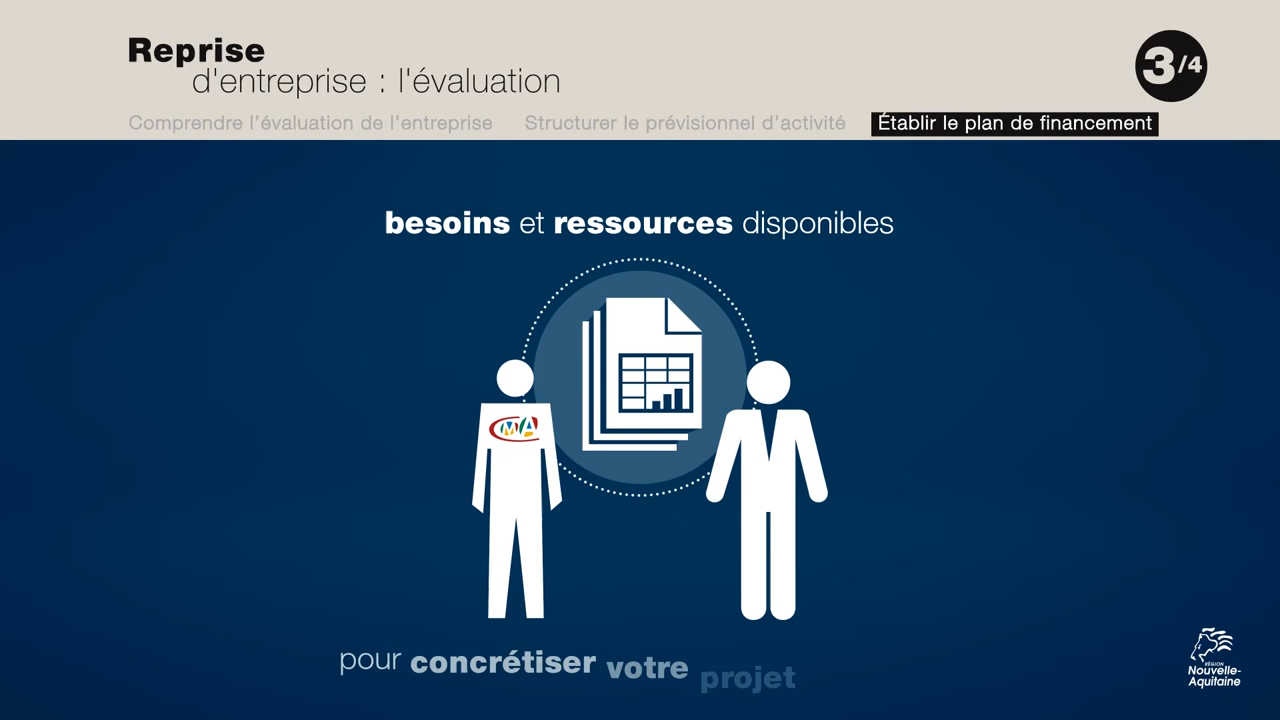 Reprise
d'entreprise : l'évaluation
3/4
Comprendre l'évaluation de l'entreprise Structurer le prévisionnel d'activité Établir le plan de financement
besoins et ressources disponibles
CMA
pour concrétiser votre projet
RÉGION
Nouvelle-
Aquitaine